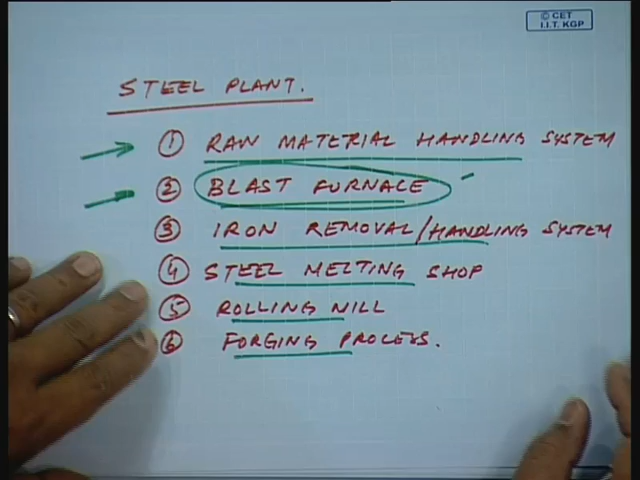 © CET
I.I.T. KGP
STEEL PLANT.
① RAW MATERIAL HANDLING SYSTEM
② BLAST FURNACE
③ IRON REMOVAL/HANDLING SYSTEM
④ STEEL MELTING SHOP
⑤ ROLLING NILL
⑥ FORGING PROCESS.